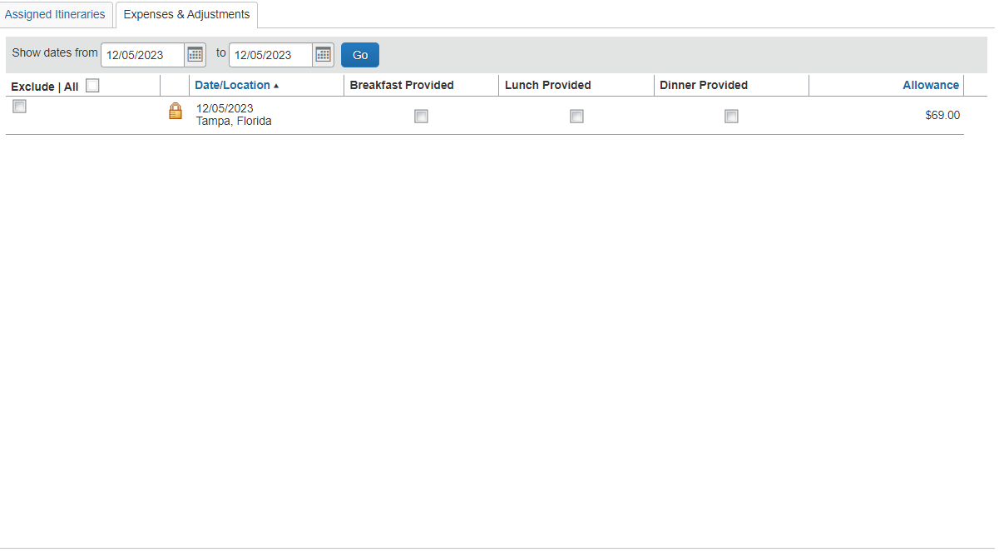 Assigned Itineraries Expenses & Adjustments
Show dates from 12/05/2023 to 12/05/2023 Go
Exclude | All Date/Location ▲ Breakfast Provided Lunch Provided Dinner Provided Allowance
12/05/2023
Tampa, Florida
$69.00